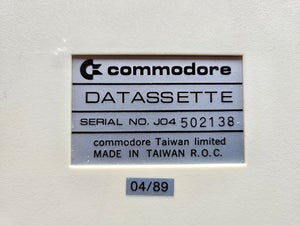 commodore
DATASSETTE
SERIAL NO. J04 502138
commodore Taiwan limited
MADE IN TAIWAN R.O.C.
04/89